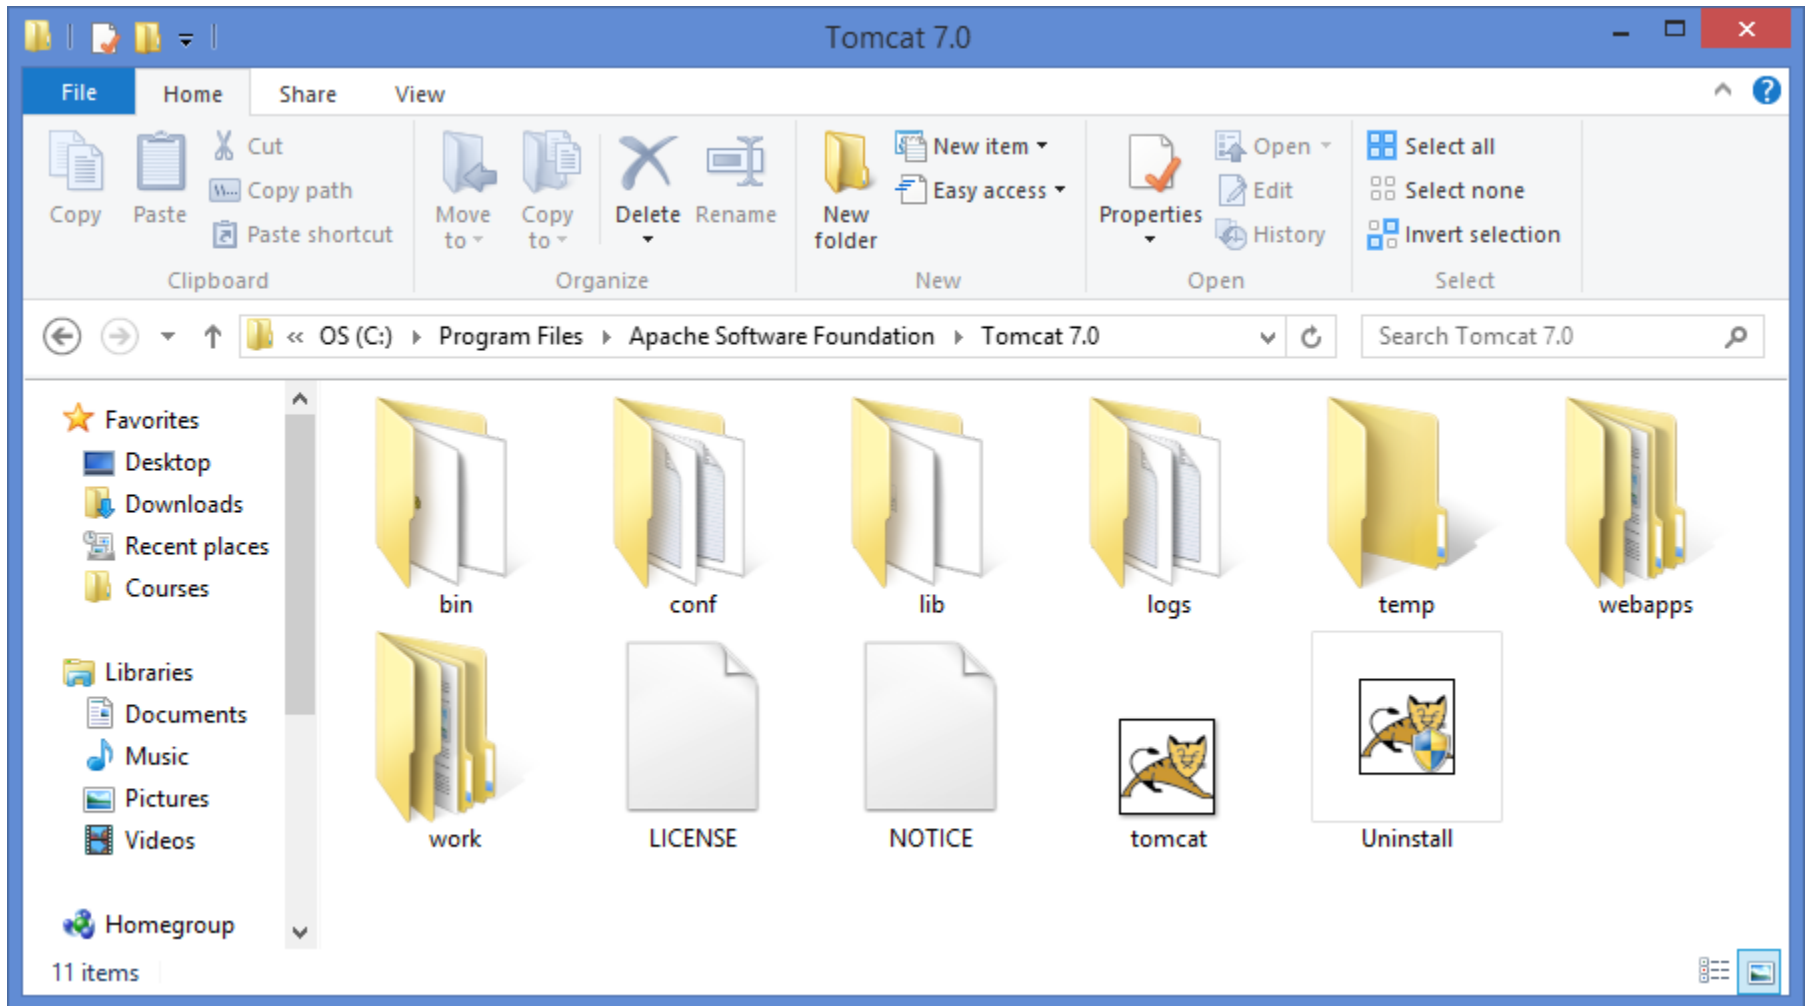 Tomcat 7.0
File Home Share View
Copy
Paste
Cut
Copy path
Paste shortcut
Clipboard
Move to
Copy to
Delete
Rename
Organize
New folder
New item
Easy access
New
Properties
Open
Edit
History
Open
Select all
Select none
Invert selection
Select
« OS (C:) Program Files Apache Software Foundation Tomcat 7.0
Search Tomcat 7.0
Favorites
Desktop
Downloads
Recent places
Courses
Libraries
Documents
Music
Pictures
Videos
Homegroup
bin conf lib logs temp webapps
work LICENSE NOTICE tomcat Uninstall
11 items